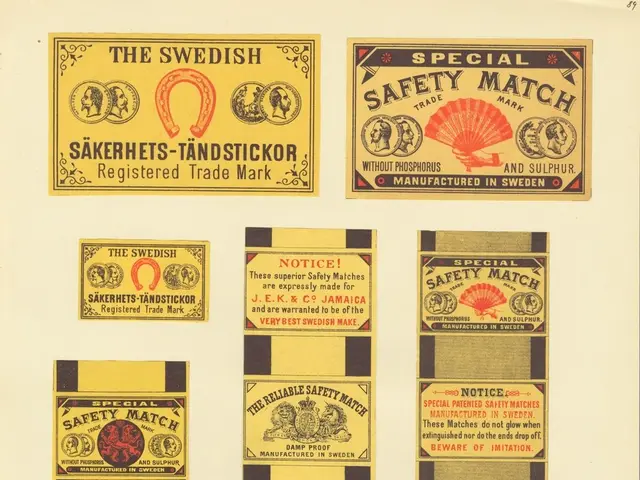 89
THE SWEDISH
SÄKERHETS-TÄNDSTICKOR
Registered Trade Mark
SPECIAL
SAFETY MATCH
TRADE MARK
WITHOUT PHOSPHORUS AND SULPHUR.
MANUFACTURED IN SWEDEN
THE SWEDISH
SÄKERHETS-TÄNDSTICKOR
Registered Trade Mark
NOTICE!
These superior Safety Matches
are expressly made for
J. E. K. & Co JAMAICA
and are warranted to be of the
VERY BEST SWEDISH MAKE.
SPECIAL
SAFETY MATCH
TRADE MARK
WITHOUT PHOSPHORUS AND SULPHUR.
MANUFACTURED IN SWEDEN
SPECIAL
SAFETY MATCH
TRADE MARK
WITHOUT PHOSPHORUS AND SULPHUR
MANUFACTURED IN SWEDEN
THE RELIABLE SAFETY MATCH
DAMP PROOF
MANUFACTURED IN SWEDEN
NOTICE.
SPECIAL PATENTED SAFETY MATCHES
MANUFACTURED IN SWEDEN.
These Matches do not glow when
extinguished nor do the ends drop off.
BEWARE OF IMITATION.